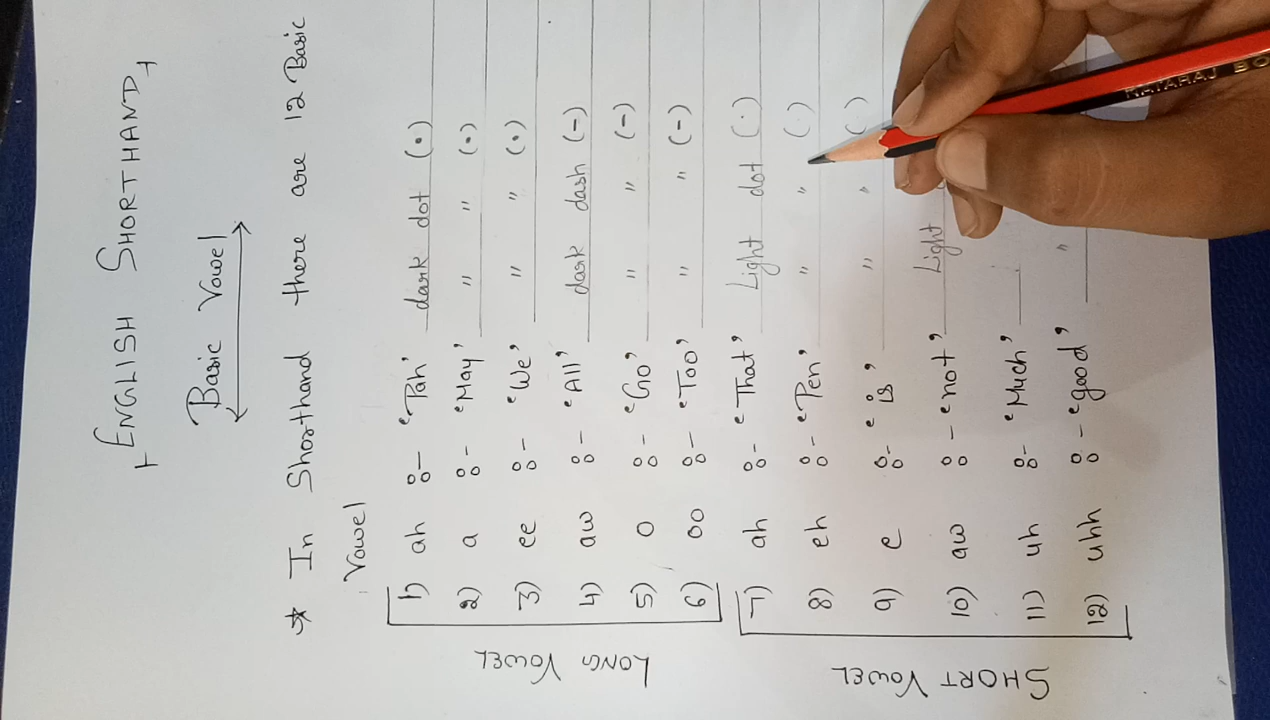 ENGLISH SHORTHAND
Basic Vowel
* In Shorthand there are 12 Basic
Vowel
LONG VOWEL
1) ah :- "Pah" dark dot (•)
2) a :- "May" " " (•)
3) ee :- "We" " " (•)
4) aw :- "All" dark dash (-)
5) o :- "Go" " " (-)
6) oo :- "Too" " " (-)
SHORT VOWEL
7) ah :- "That" Light dot (·)
8) eh :- "Pen" " " (·)
9) e :- "is" " " (·)
10) aw :- "not" Light
11) uh :- "Much"
12) uhh :- "good" "
NATARAJ BO